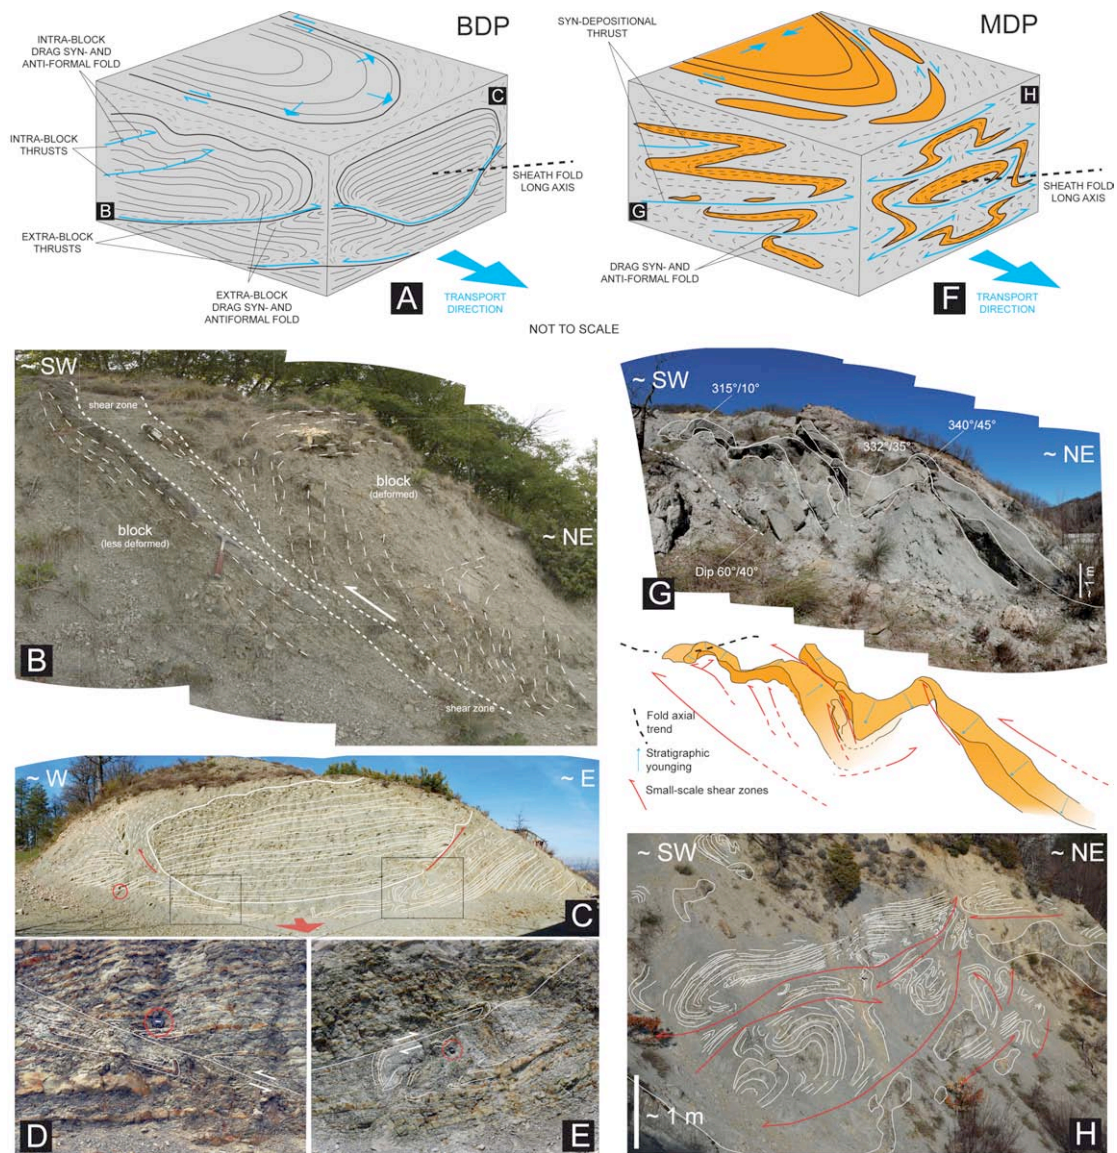 BDP
INTRA-BLOCK
DRAG SYN- AND
ANTI-FORMAL FOLD
C
INTRA-BLOCK
THRUSTS
SHEATH FOLD
LONG AXIS
B
EXTRA-BLOCK
THRUSTS
EXTRA-BLOCK
DRAG SYN- AND
ANTIFORMAL FOLD
A
TRANSPORT
DIRECTION
MDP
SYN-DEPOSITIONAL
THRUST
H
SHEATH FOLD
LONG AXIS
G
DRAG SYN- AND
ANTI-FORMAL FOLD
F
TRANSPORT
DIRECTION
NOT TO SCALE
~ SW
shear zone
block
(deformed)
block
(less deformed)
~ NE
B
shear zone
~ SW
315°/10°
340°/45°
332°/35°
~ NE
Dip 60°/40°
~1 m
G
Fold axial
trend
Stratigraphic
younging
Small-scale shear zones
~ W
~ E
C
D
E
~ SW
~ NE
~ 1 m
H